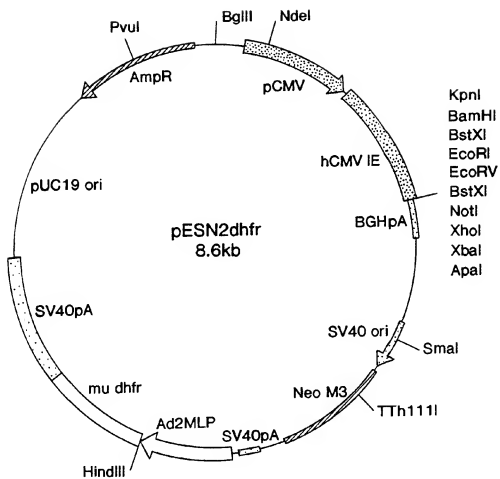 BglII
NdeI
PvuI
AmpR
pCMV
KpnI
BamHI
BstXI
EcoRI
EcoRV
BstXI
NotI
XhoI
XbaI
ApaI
hCMV IE
pUC19 ori
BGHpA
pESN2dhfr
8.6kb
SV40pA
SV40 ori
SmaI
Neo M3
TTh111I
mu dhfr
Ad2MLP
SV40pA
HindIII